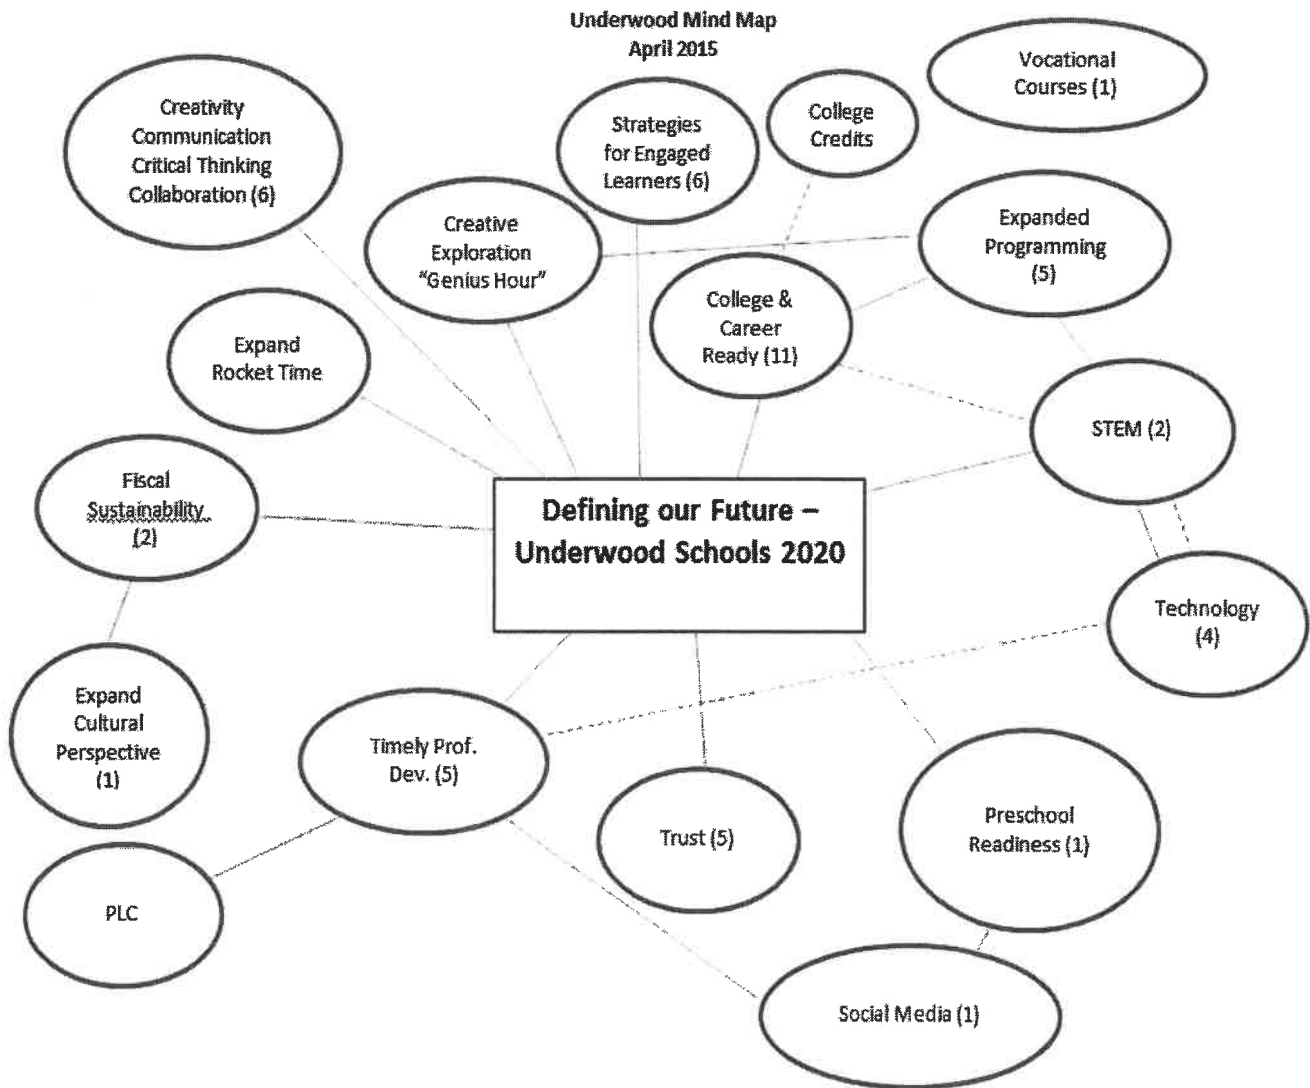 Underwood Mind Map
April 2015
Vocational
Courses (1)
Creativity
Communication
Critical Thinking
Collaboration (6)
Strategies
for Engaged
Learners (6)
College
Credits
Creative
Exploration
"Genius Hour"
Expanded
Programming
(5)
College &
Career
Ready (11)
Expand
Rocket Time
STEM (2)
Fiscal
Sustainability
(2)
Defining our Future –
Underwood Schools 2020
Technology
(4)
Expand
Cultural
Perspective
(1)
Timely Prof.
Dev. (5)
Trust (5)
Preschool
Readiness (1)
PLC
Social Media (1)